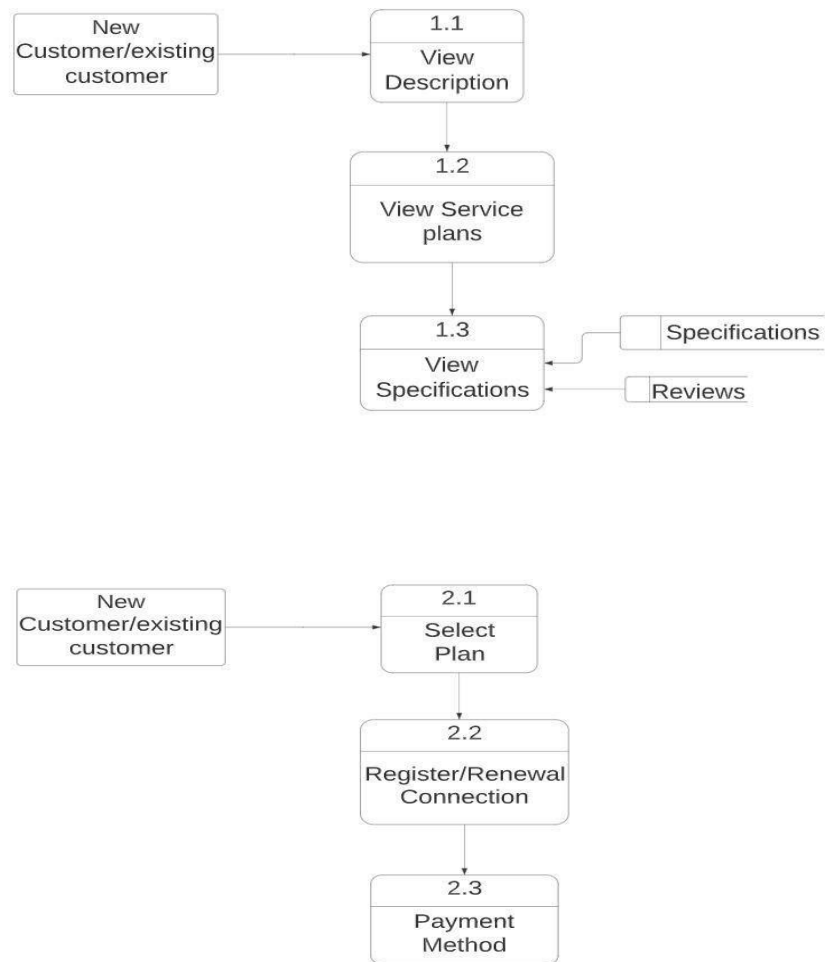 New
Customer/existing
customer
1.1
View
Description
1.2
View Service
plans
1.3
View
Specifications
Specifications
Reviews
New
Customer/existing
customer
2.1
Select
Plan
2.2
Register/Renewal
Connection
2.3
Payment
Method